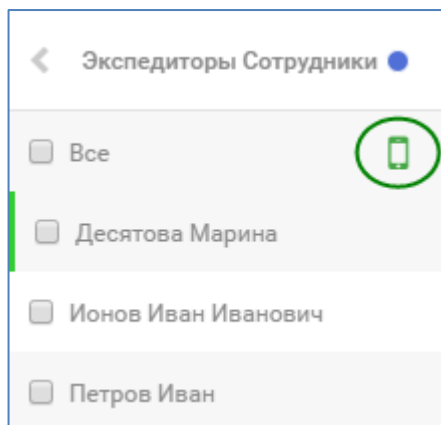 Экспедиторы Сотрудники
Все
Десятова Марина
Ионов Иван Иванович
Петров Иван